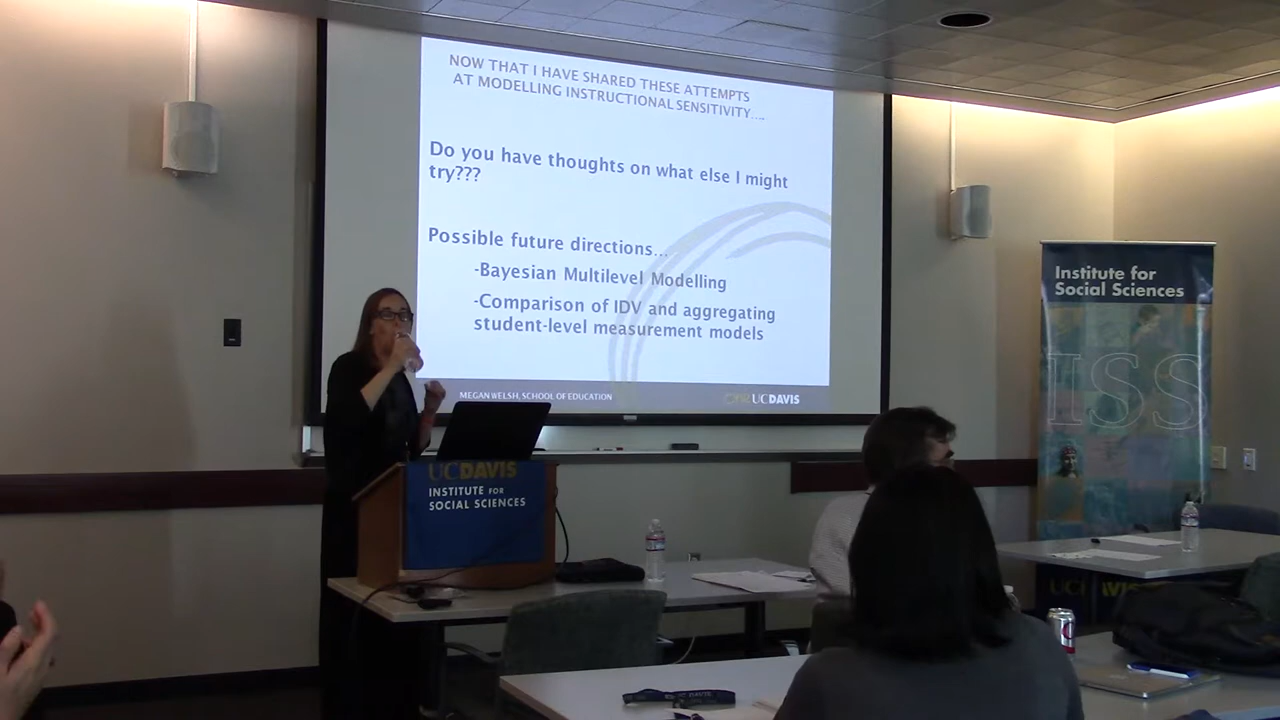 NOW THAT I HAVE SHARED THESE ATTEMPTS
AT MODELLING INSTRUCTIONAL SENSITIVITY....
Do you have thoughts on what else I might
try???
Possible future directions...
-Bayesian Multilevel Modelling
-Comparison of IDV and aggregating
student-level measurement models
MEGAN WELSH, SCHOOL OF EDUCATION
UCDAVIS
UCDAVIS
INSTITUTE FOR
SOCIAL SCIENCES
Institute for
Social Sciences
ISS